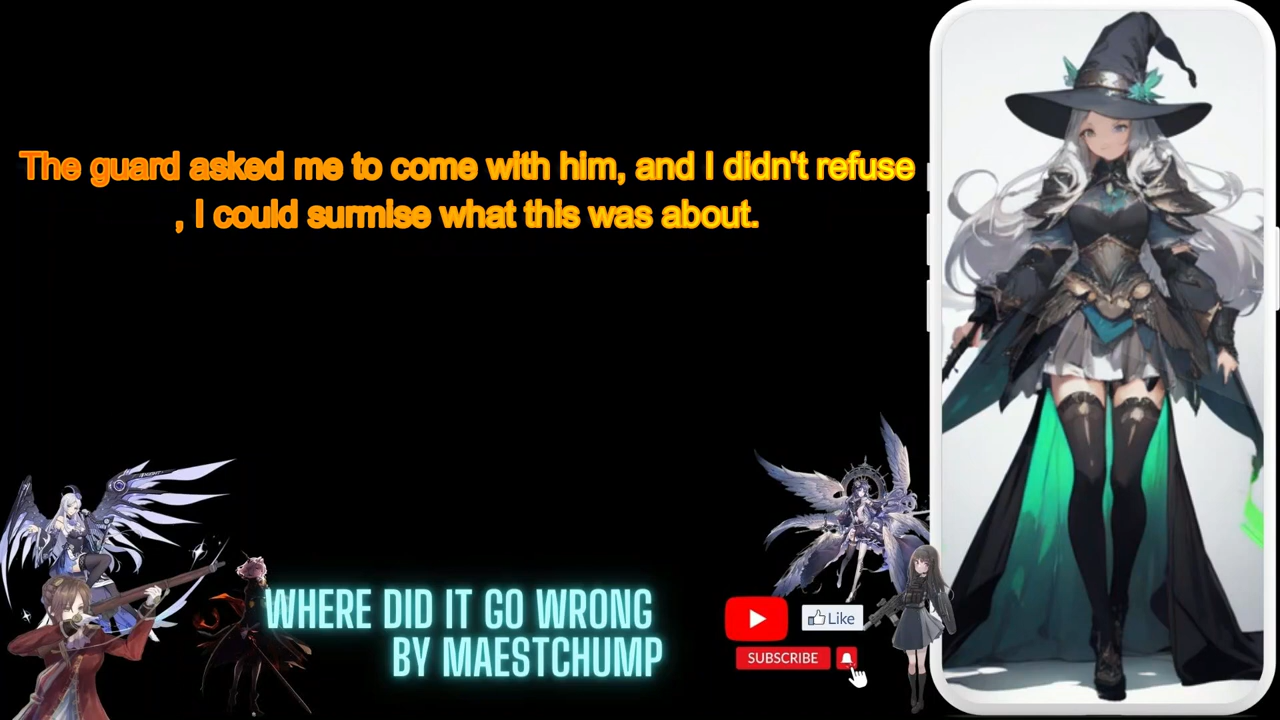 The guard asked me to come with him, and I didn't refuse
, I could surmise what this was about.
WHERE DID IT GO WRONG
BY MAESTCHUMP
Like
SUBSCRIBE